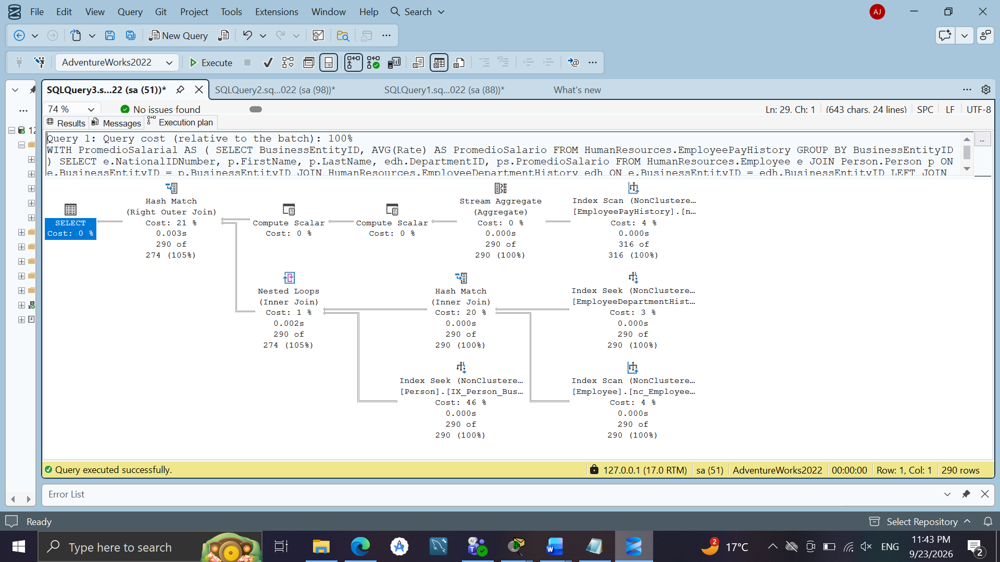 File Edit View Query Git Project Tools Extensions Window Help Search AJ
New Query
AdventureWorks2022 Execute
SQLQuery3.s...22 (sa (51))* SQLQuery2.sq...022 (sa (98))* SQLQuery1.sq...022 (sa (88))* What's new
74 % No issues found Ln: 29, Ch: 1 (643 chars, 24 lines) SPC LF UTF-8
Results Messages Execution plan
Query 1: Query cost (relative to the batch): 100%
WITH PromedioSalarial AS ( SELECT BusinessEntityID, AVG(Rate) AS PromedioSalario FROM HumanResources.EmployeePayHistory GROUP BY BusinessEntityID
) SELECT e.NationalIDNumber, p.FirstName, p.LastName, edh.DepartmentID, ps.PromedioSalario FROM HumanResources.Employee e JOIN Person.Person p ON
e.BusinessEntityID = p.BusinessEntityID JOIN HumanResources.EmployeeDepartmentHistory edh ON e.BusinessEntityID = edh.BusinessEntityID LEFT JOIN
SELECT
Cost: 0 %
Hash Match
(Right Outer Join)
Cost: 21 %
0.003s
290 of
274 (105%)
Compute Scalar
Cost: 0 %
Compute Scalar
Cost: 0 %
Stream Aggregate
(Aggregate)
Cost: 0 %
0.000s
290 of
290 (100%)
Index Scan (NonClustere...
[EmployeePayHistory].[n...
Cost: 4 %
0.000s
316 of
316 (100%)
Nested Loops
(Inner Join)
Cost: 1 %
0.002s
290 of
274 (105%)
Hash Match
(Inner Join)
Cost: 20 %
0.000s
290 of
290 (100%)
Index Seek (NonClustere...
[EmployeeDepartmentHist...
Cost: 3 %
0.000s
290 of
290 (100%)
Index Seek (NonClustere...
[Person].[IX_Person_Bus...
Cost: 46 %
0.000s
290 of
290 (100%)
Index Scan (NonClustere...
[Employee].[nc_Employee...
Cost: 4 %
0.000s
290 of
290 (100%)
Query executed successfully. 127.0.0.1 (17.0 RTM) sa (51) AdventureWorks2022 00:00:00 Row: 1, Col: 1 290 rows
Error List
Ready Select Repository
Type here to search 2 17°C ENG 11:43 PM
9/23/2026 2